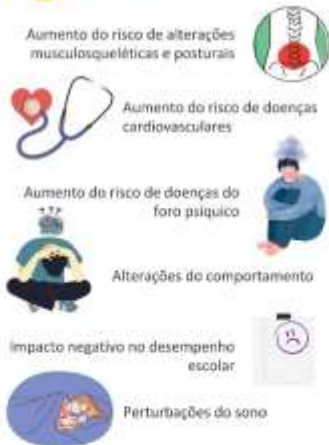 Aumento do risco de alterações
musculosqueléticas e posturais
Aumento do risco de doenças
cardiovasculares
Aumento do risco de doenças do
foro psíquico
Alterações do comportamento
Impacto negativo no desempenho
escolar
Perturbações do sono